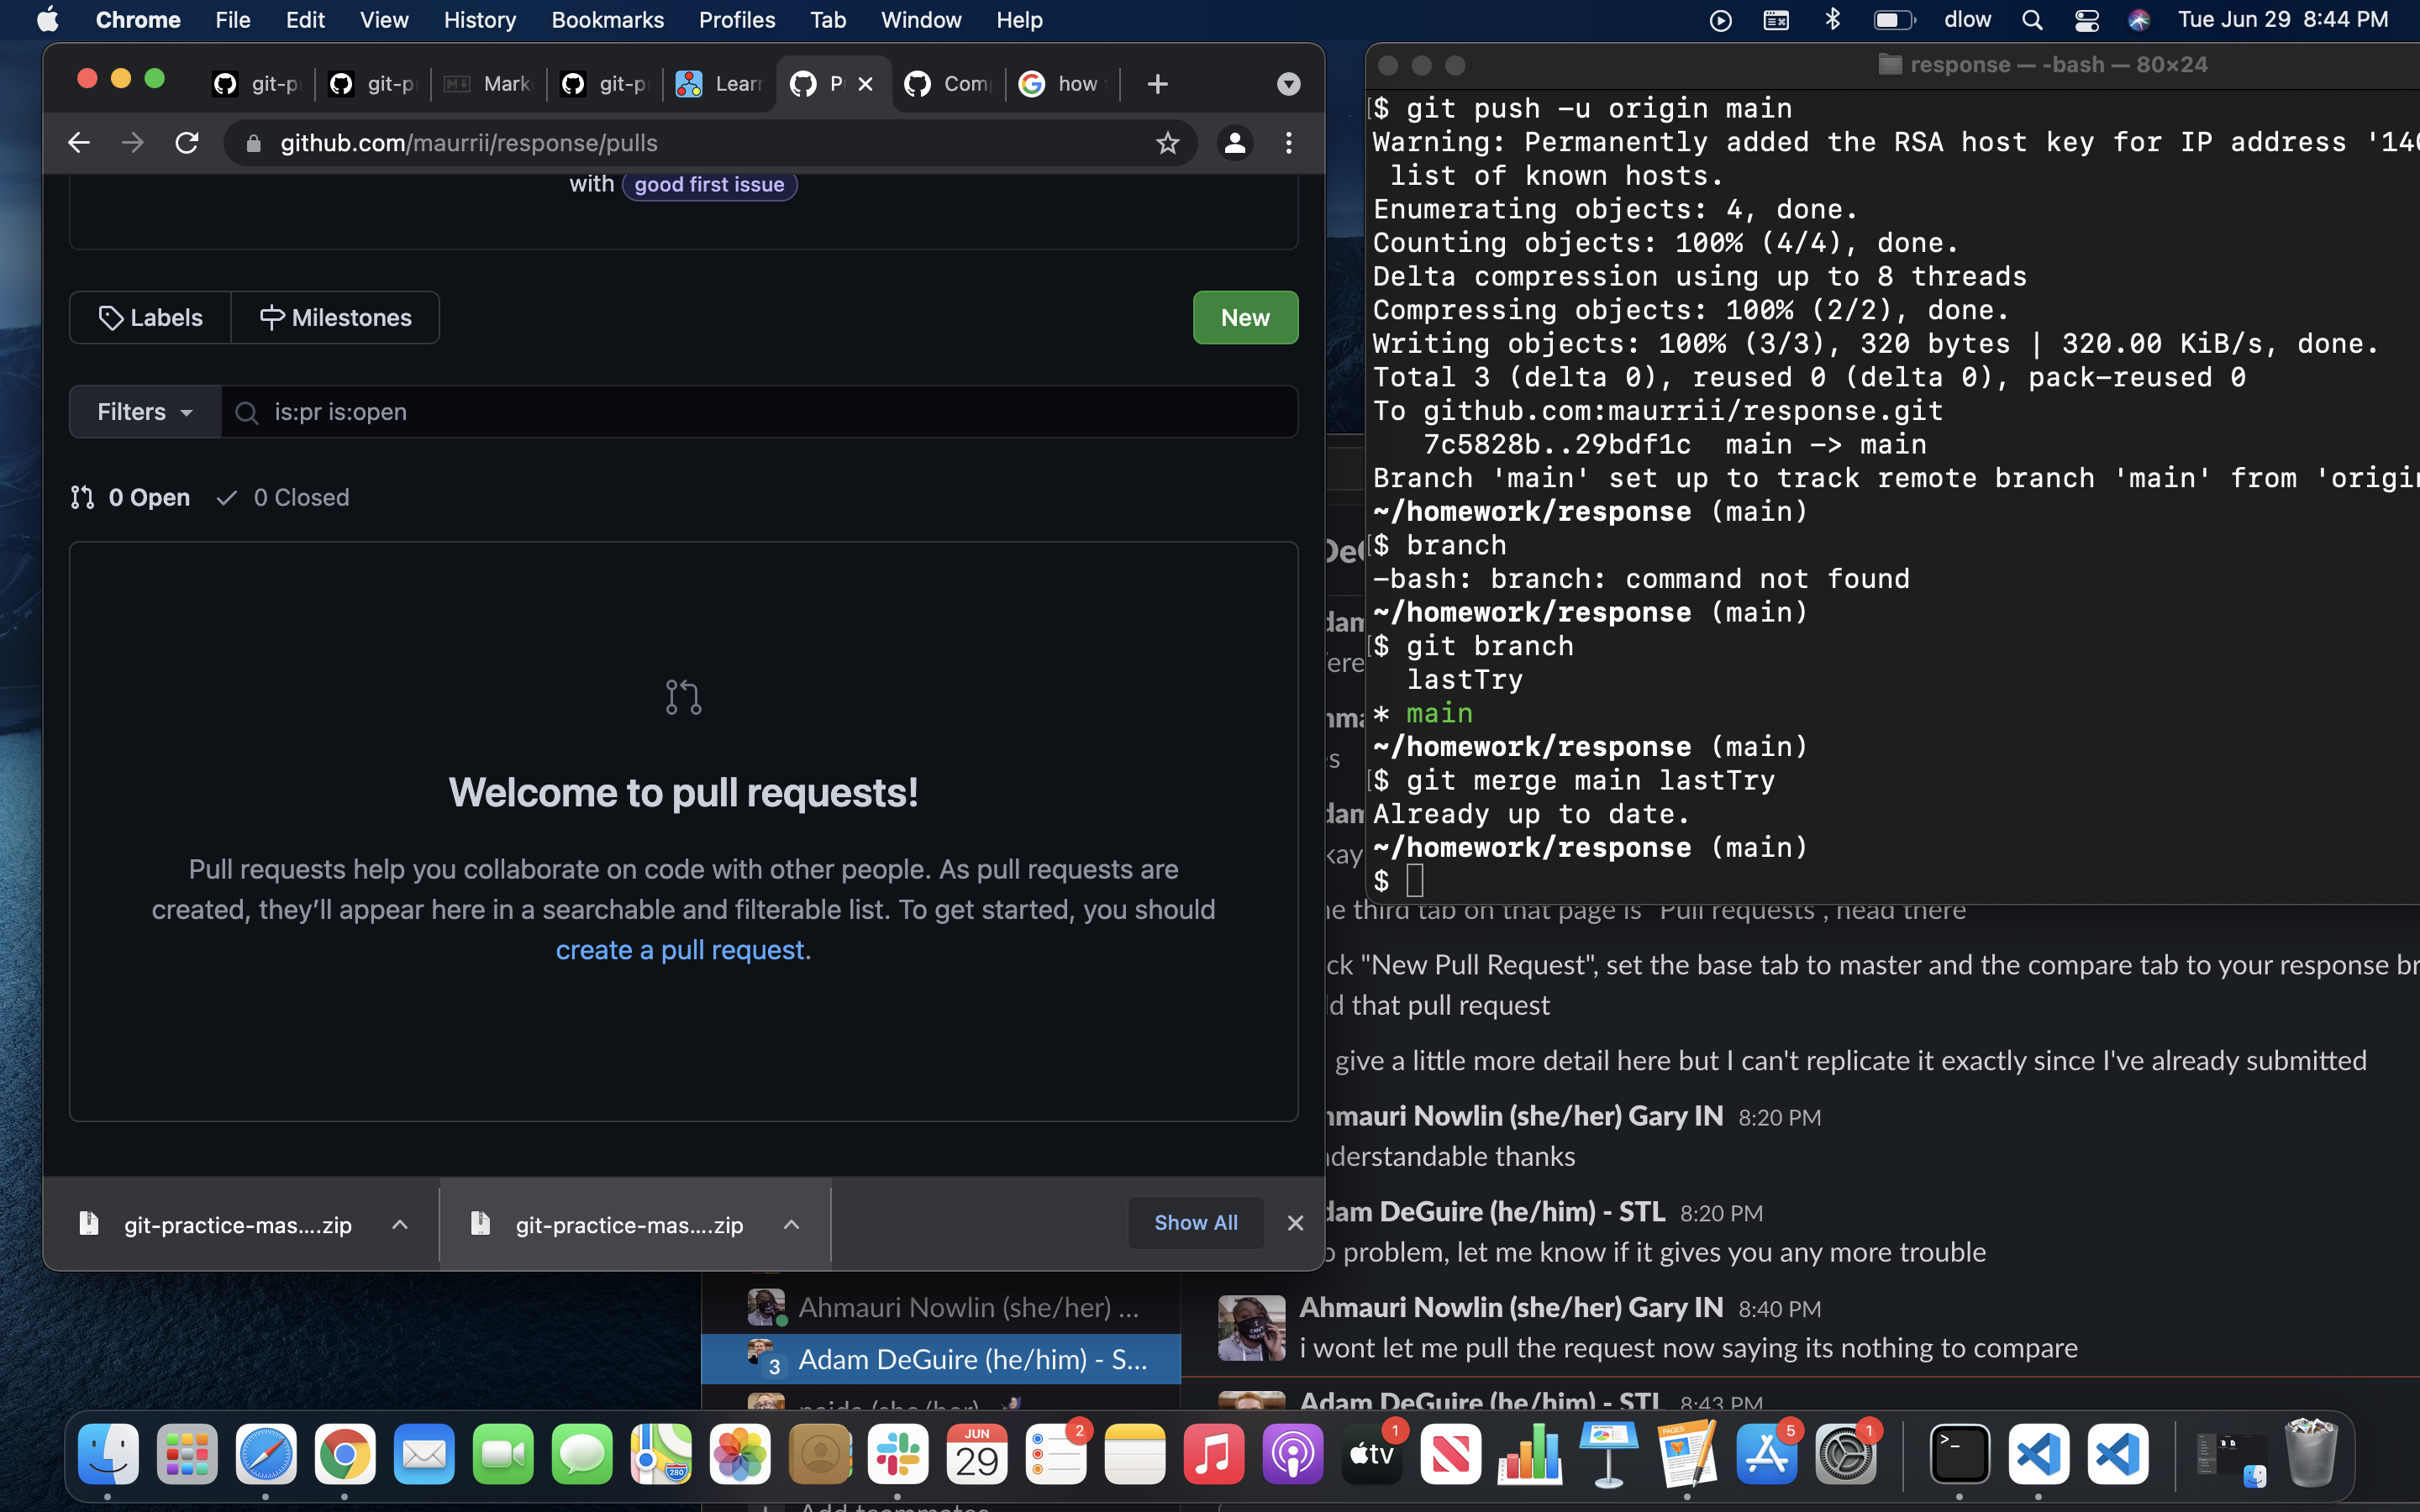 Chrome File Edit View History Bookmarks Profiles Tab Window Help dlow Tue Jun 29 8:44 PM
git-p git-p Mark git-p Lear P Com how
github.com/maurrii/response/pulls
with good first issue
Labels Milestones New
Filters is:pr is:open
0 Open 0 Closed
Welcome to pull requests!
Pull requests help you collaborate on code with other people. As pull requests are
created, they’ll appear here in a searchable and filterable list. To get started, you should
create a pull request.
git-practice-mas....zip git-practice-mas....zip Show All
response — -bash — 80×24
$ git push -u origin main
Warning: Permanently added the RSA host key for IP address '140
list of known hosts.
Enumerating objects: 4, done.
Counting objects: 100% (4/4), done.
Delta compression using up to 8 threads
Compressing objects: 100% (2/2), done.
Writing objects: 100% (3/3), 320 bytes | 320.00 KiB/s, done.
Total 3 (delta 0), reused 0 (delta 0), pack-reused 0
To github.com:maurrii/response.git
7c5828b..29bdf1c main -> main
Branch 'main' set up to track remote branch 'main' from 'origin
~/homework/response (main)
$ branch
-bash: branch: command not found
~/homework/response (main)
$ git branch
lastTry
* main
~/homework/response (main)
$ git merge main lastTry
Already up to date.
~/homework/response (main)
$
he third tab on that page is "Pull requests", head there
ck "New Pull Request", set the base tab to master and the compare tab to your response br
ld that pull request
give a little more detail here but I can't replicate it exactly since I've already submitted
hmauri Nowlin (she/her) Gary IN 8:20 PM
nderstandable thanks
dam DeGuire (he/him) - STL 8:20 PM
o problem, let me know if it gives you any more trouble
Ahmauri Nowlin (she/her) Gary IN 8:40 PM
i wont let me pull the request now saying its nothing to compare
Adam DeGuire (he/him) - STL 8:43 PM
Ahmauri Nowlin (she/her) ...
3 Adam DeGuire (he/him) - S...
Add teammates
JUN
29
2
1
tv
5
1
280